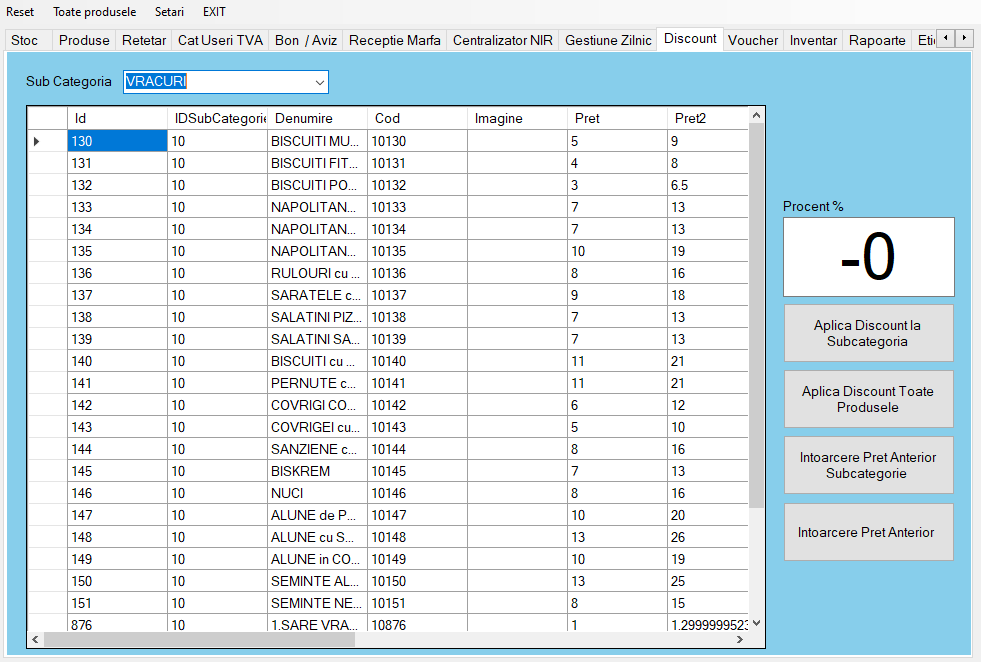 Reset Toate produsele Setari EXIT
Stoc Produse Retetar Cat Useri TVA Bon / Aviz Receptie Marfa Centralizator NIR Gestiune Zilnic Discount Voucher Inventar Rapoarte Eti
Sub Categoria VRACURI
Id IDSubCategorie Denumire Cod Imagine Pret Pret2
130 10 BISCUITI MU... 10130 5 9
131 10 BISCUITI FIT... 10131 4 8
132 10 BISCUITI PO... 10132 3 6.5
133 10 NAPOLITAN... 10133 7 13
134 10 NAPOLITAN... 10134 7 13
135 10 NAPOLITAN... 10135 10 19
136 10 RULOURI cu ... 10136 8 16
137 10 SARATELE c... 10137 9 18
138 10 SALATINI PIZ... 10138 7 13
139 10 SALATINI SA... 10139 7 13
140 10 BISCUITI cu ... 10140 11 21
141 10 PERNUTE c... 10141 11 21
142 10 COVRIGI CO... 10142 6 12
143 10 COVRIGEI cu... 10143 5 10
144 10 SANZIENE c... 10144 8 16
145 10 BISKREM 10145 7 13
146 10 NUCI 10146 8 16
147 10 ALUNE de P... 10147 10 20
148 10 ALUNE cu S... 10148 13 26
149 10 ALUNE in CO... 10149 10 19
150 10 SEMINTE AL... 10150 13 25
151 10 SEMINTE NE... 10151 8 15
876 10 1.SARE VRA... 10876 1 1.2999999523
Procent %
-0
Aplica Discount la
Subcategoria
Aplica Discount Toate
Produsele
Intoarcere Pret Anterior
Subcategorie
Intoarcere Pret Anterior